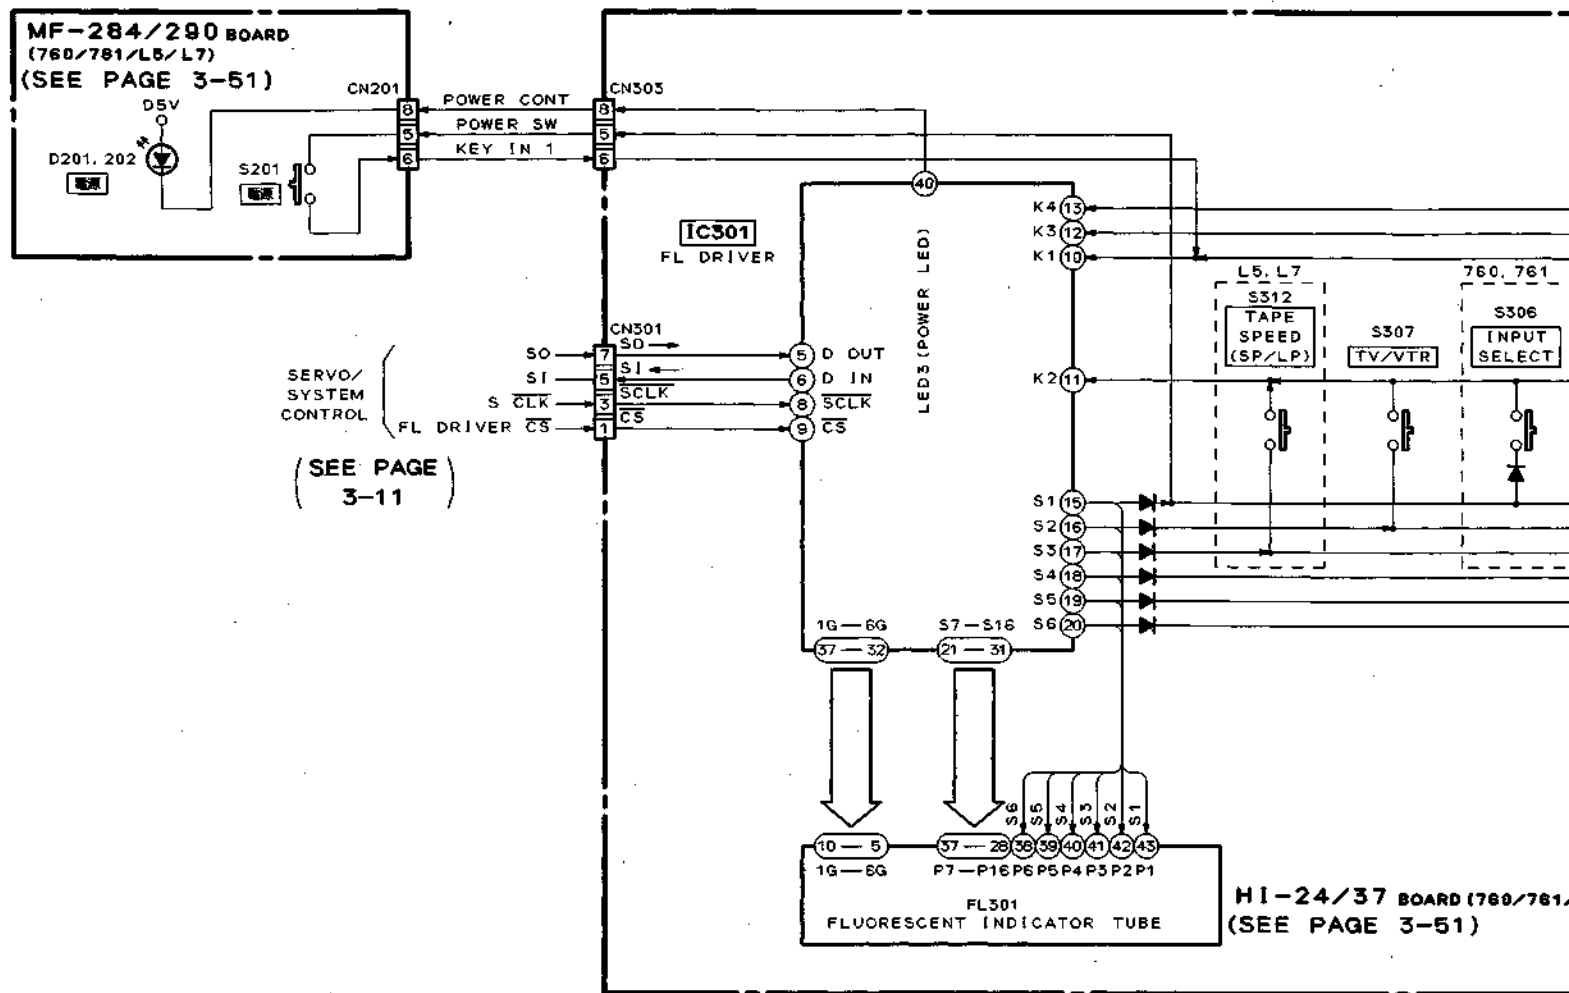 MF-284/290 BOARD
(760/761/L5/L7)
(SEE PAGE 3-51)
D5V
D201, 202
電源
S201
電源
CN201
8
5
6
POWER CONT
POWER SW
KEY IN 1
CN303
8
5
6
IC301
FL DRIVER
40
LED3(POWER LED)
K4 13
K3 12
K1 10
K2 11
L5, L7
S312
TAPE
SPEED
(SP/LP)
S307
TV/VTR
760, 761
S306
INPUT
SELECT
CN301
SO 7 SO 5 D OUT
SI 5 SI 6 D IN
S CLK 3 SCLK 8 SCLK
FL DRIVER CS 1 CS 9 CS
SERVO/
SYSTEM
CONTROL
(SEE PAGE
3-11)
S1 15
S2 16
S3 17
S4 18
S5 19
S6 20
1G—6G
37 — 32
S7—S16
21 — 31
S6
S5
S4
S3
S2
S1
10 — 5
37 — 28 38 39 40 41 42 43
1G—6G
P7—P16 P6 P5 P4 P3 P2 P1
FL301
FLUORESCENT INDICATOR TUBE
HI-24/37 BOARD (760/761/
(SEE PAGE 3-51)